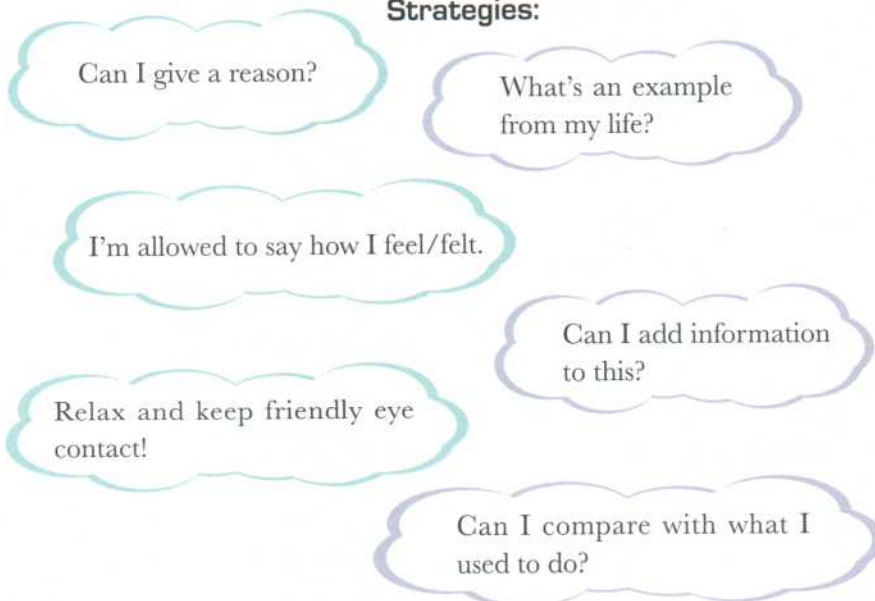 Strategies:
Can I give a reason?
What's an example
from my life?
I'm allowed to say how I feel/felt.
Can I add information
to this?
Relax and keep friendly eye
contact!
Can I compare with what I
used to do?